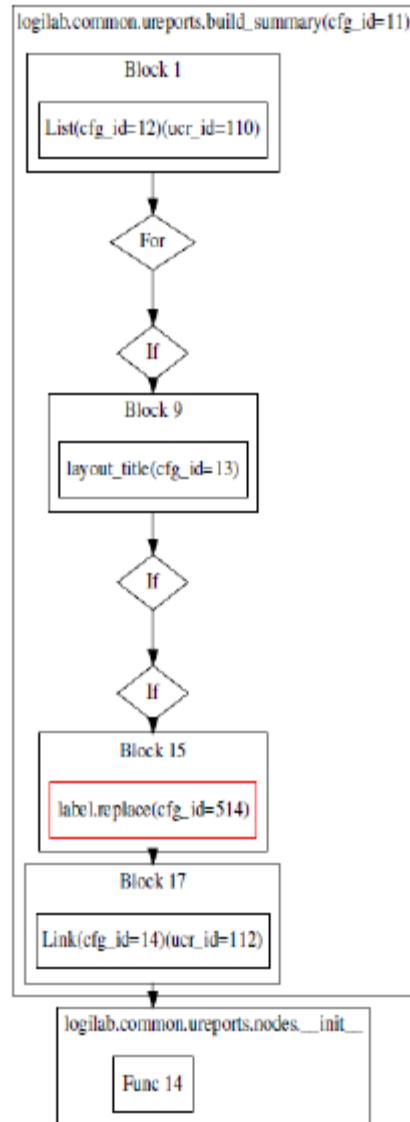 logilab.common.ureports.build_summary(cfg_id=11)
Block 1
List(cfg_id=12)(ucr_id=110)
For
If
Block 9
layout_title(cfg_id=13)
If
If
Block 15
label.replace(cfg_id=514)
Block 17
Link(cfg_id=14)(ucr_id=112)
logilab.common.ureports.nodes.__init__
Func 14